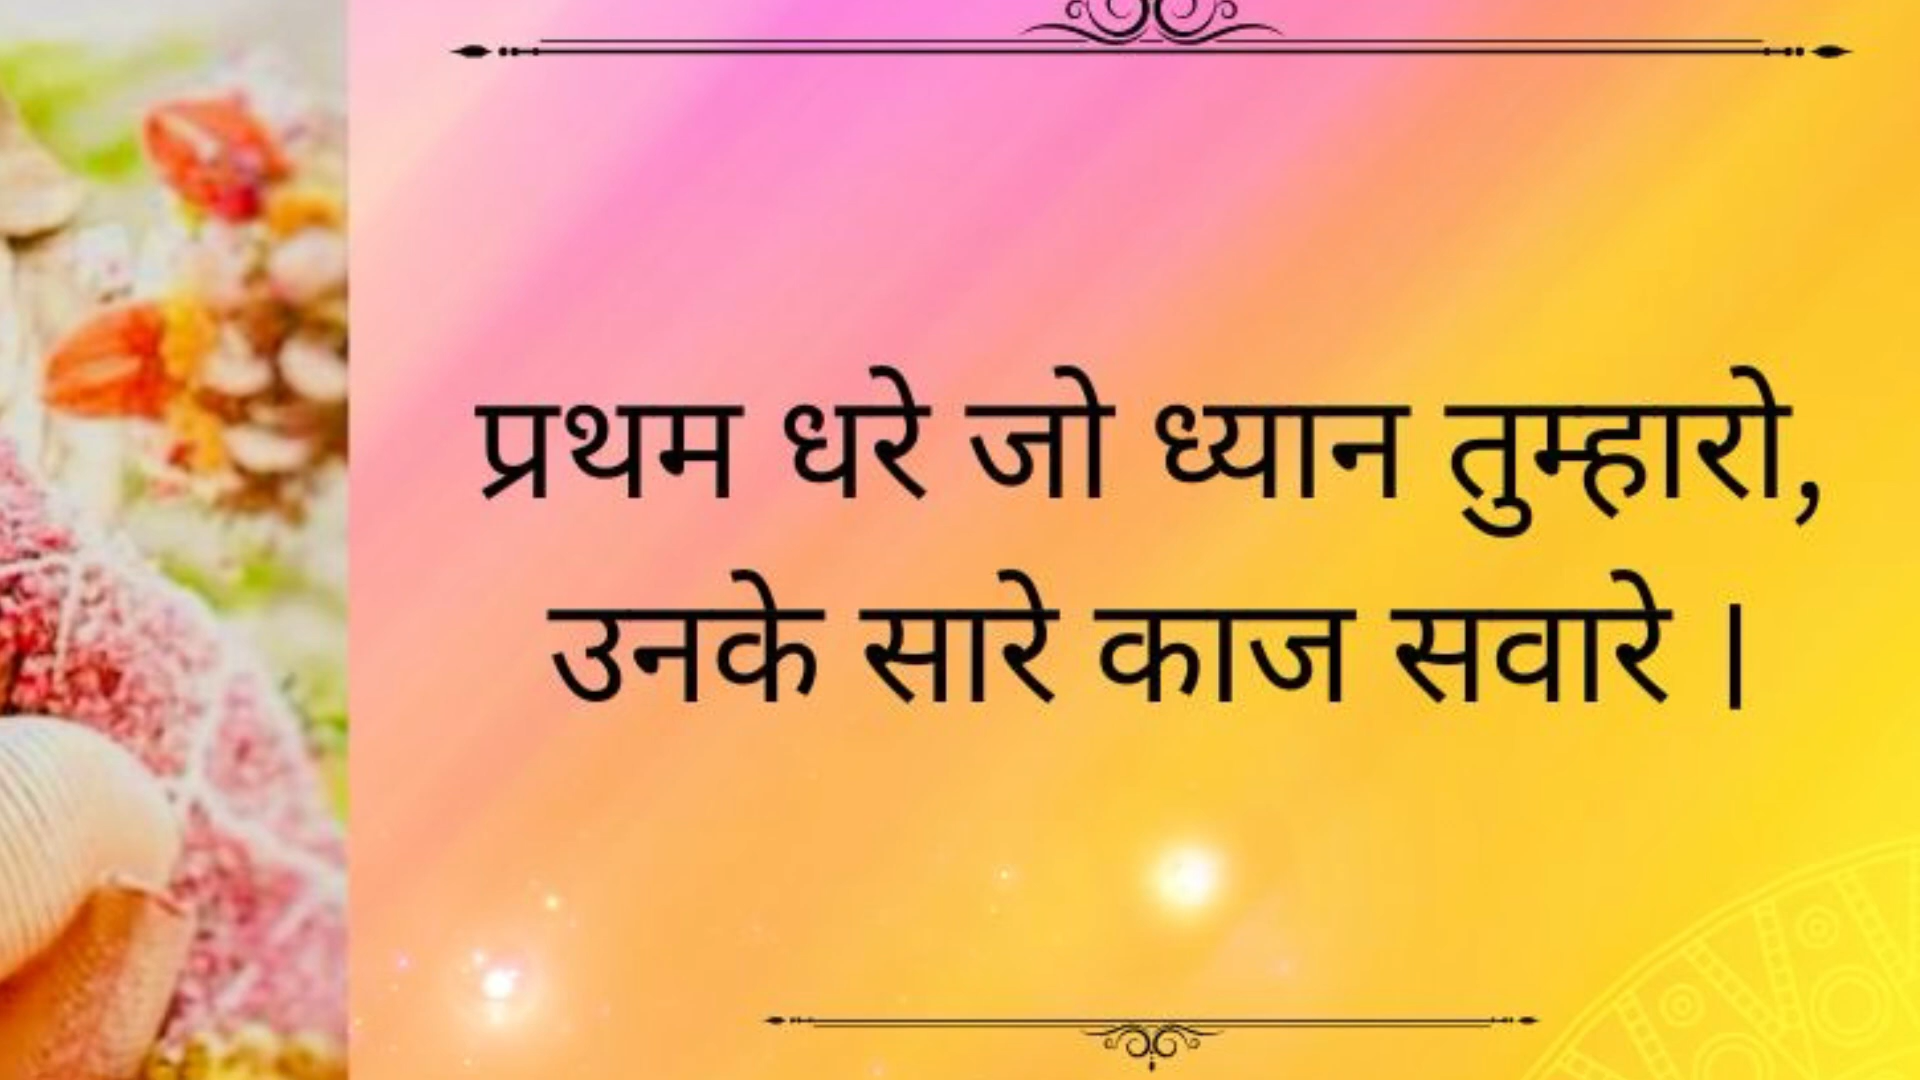 प्रथम धरे जो ध्यान तुम्हारो,
उनके सारे काज सवारे ।